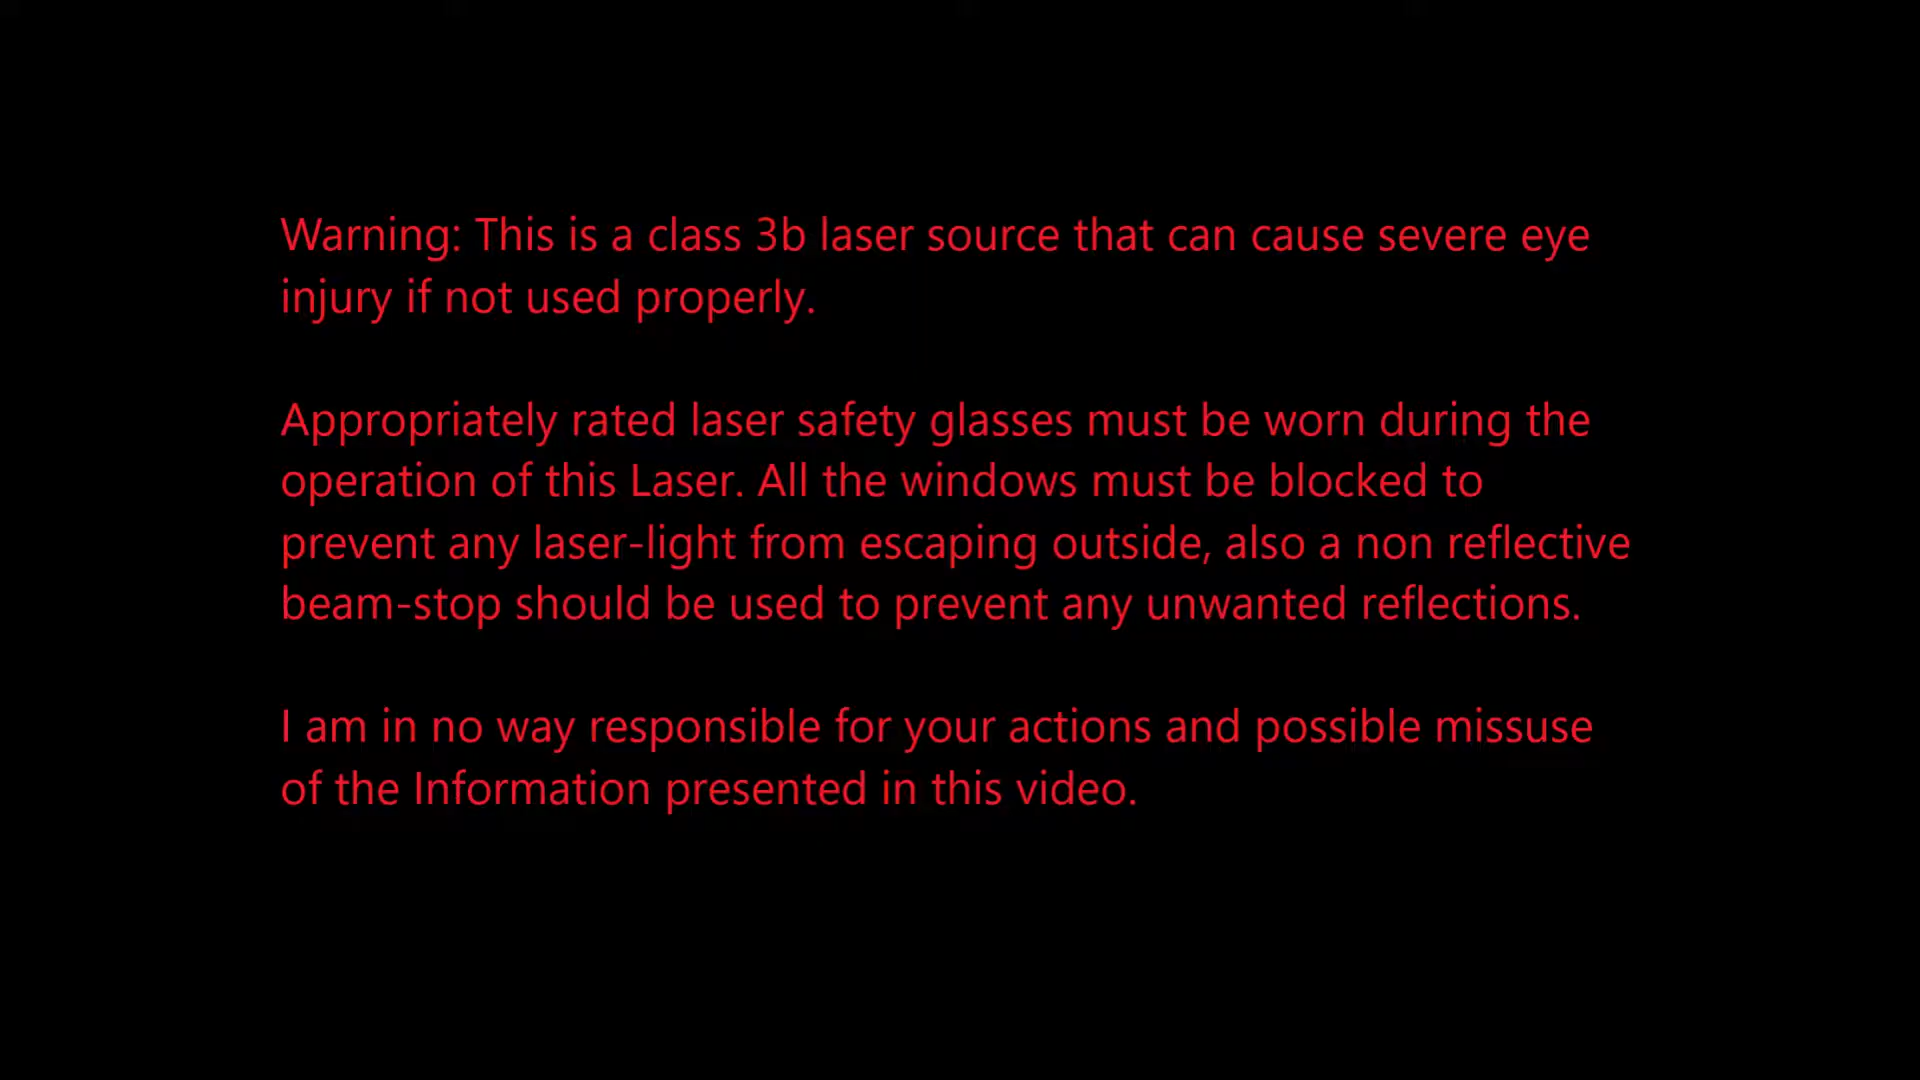 Warning: This is a class 3b laser source that can cause severe eye
injury if not used properly.
Appropriately rated laser safety glasses must be worn during the
operation of this Laser. All the windows must be blocked to
prevent any laser-light from escaping outside, also a non reflective
beam-stop should be used to prevent any unwanted reflections.
I am in no way responsible for your actions and possible missuse
of the Information presented in this video.